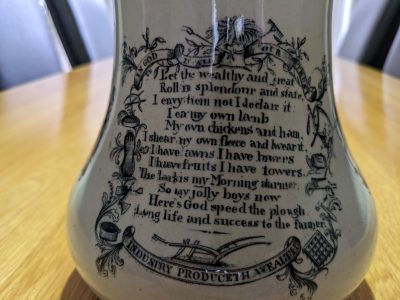 GOD
OUR
Let the wealthy and great
Roll in splendour and state
I envy them not I declare it
I eat my own lamb
My own chickens and ham
I shear my own fleece and I wear it
I have lawns I have bowers
I have fruits I have flowers
The lark is my Morning alarmer
So my jolly boys now
Here's God speed the plough
Long life and success to the farmer
INDUSTRY PRODUCETH WEALTH